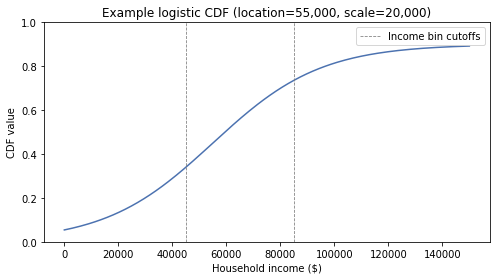 Example logistic CDF (location=55,000, scale=20,000)
Income bin cutoffs
CDF value
1.0
0.8
0.6
0.4
0.2
0.0
0 20000 40000 60000 80000 100000 120000 140000
Household income ($)